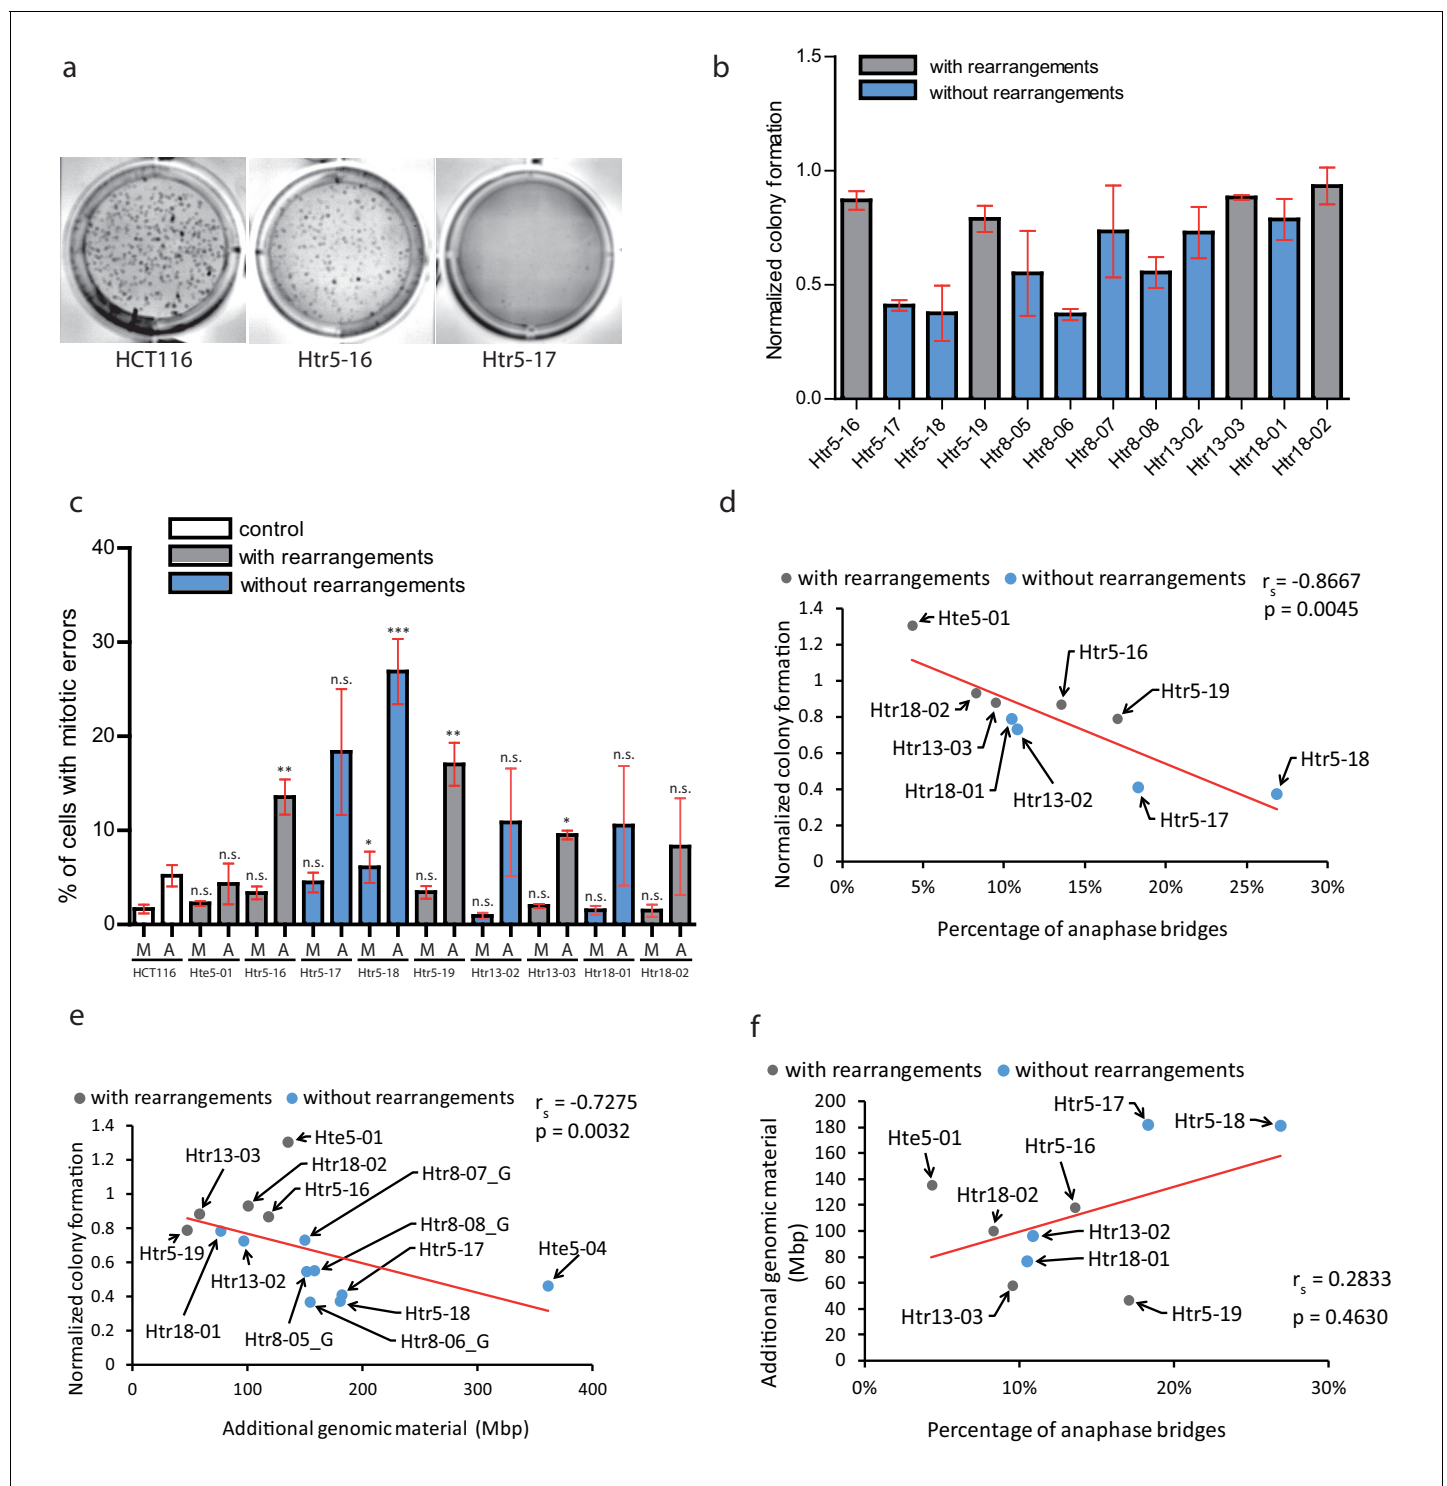 a
HCT116
Htr5-16
Htr5-17
b
with rearrangements
without rearrangements
Normalized colony formation
1.5
1.0
0.5
0.0
Htr5-16
Htr5-17
Htr5-18
Htr5-19
Htr8-05
Htr8-06
Htr8-07
Htr8-08
Htr13-02
Htr13-03
Htr18-01
Htr18-02
c
control
with rearrangements
without rearrangements
% of cells with mitotic errors
40
30
20
10
0
n.s. n.s. n.s. ** n.s. n.s. * *** n.s. ** n.s. n.s. n.s. * n.s. n.s. n.s. n.s.
M A M A M A M A M A M A M A M A M A M A
HCT116 Hte5-01 Htr5-16 Htr5-17 Htr5-18 Htr5-19 Htr13-02 Htr13-03 Htr18-01 Htr18-02
d
with rearrangements without rearrangements
rs= -0.8667
p = 0.0045
Normalized colony formation
1.4
1.2
1
0.8
0.6
0.4
0.2
0
Hte5-01
Htr5-16
Htr5-19
Htr18-02
Htr13-03
Htr18-01
Htr13-02
Htr5-18
Htr5-17
0% 5% 10% 15% 20% 25% 30%
Percentage of anaphase bridges
e
with rearrangements without rearrangements
rs = -0.7275
p = 0.0032
Normalized colony formation
1.4
1.2
1
0.8
0.6
0.4
0.2
0
Hte5-01
Htr13-03
Htr18-02
Htr5-16
Htr8-07_G
Htr8-08_G
Htr5-17
Hte5-04
Htr5-19
Htr13-02
Htr18-01
Htr8-05_G
Htr5-18
Htr8-06_G
0 100 200 300 400
Additional genomic material (Mbp)
f
with rearrangements without rearrangements
Additional genomic material
(Mbp)
200
180
160
140
120
100
80
60
40
20
0
Htr5-17
Htr5-18
Hte5-01
Htr5-16
Htr18-02
Htr13-02
Htr18-01
Htr13-03
Htr5-19
rs = 0.2833
p = 0.4630
0% 10% 20% 30%
Percentage of anaphase bridges